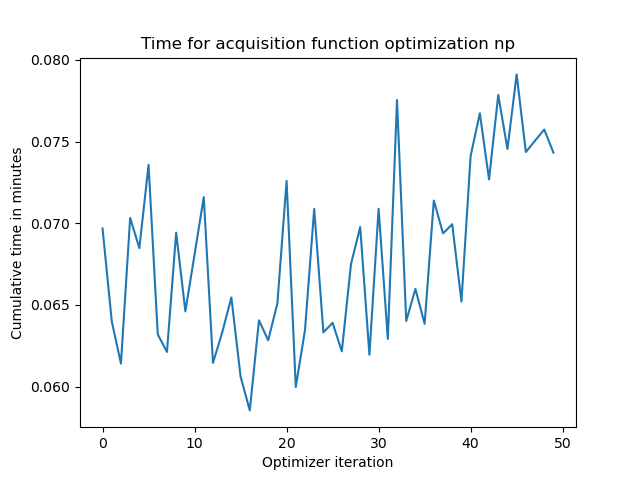 Time for acquisition function optimization np
0.080
0.075
0.070
0.065
0.060
Cumulative time in minutes
0 10 20 30 40 50
Optimizer iteration